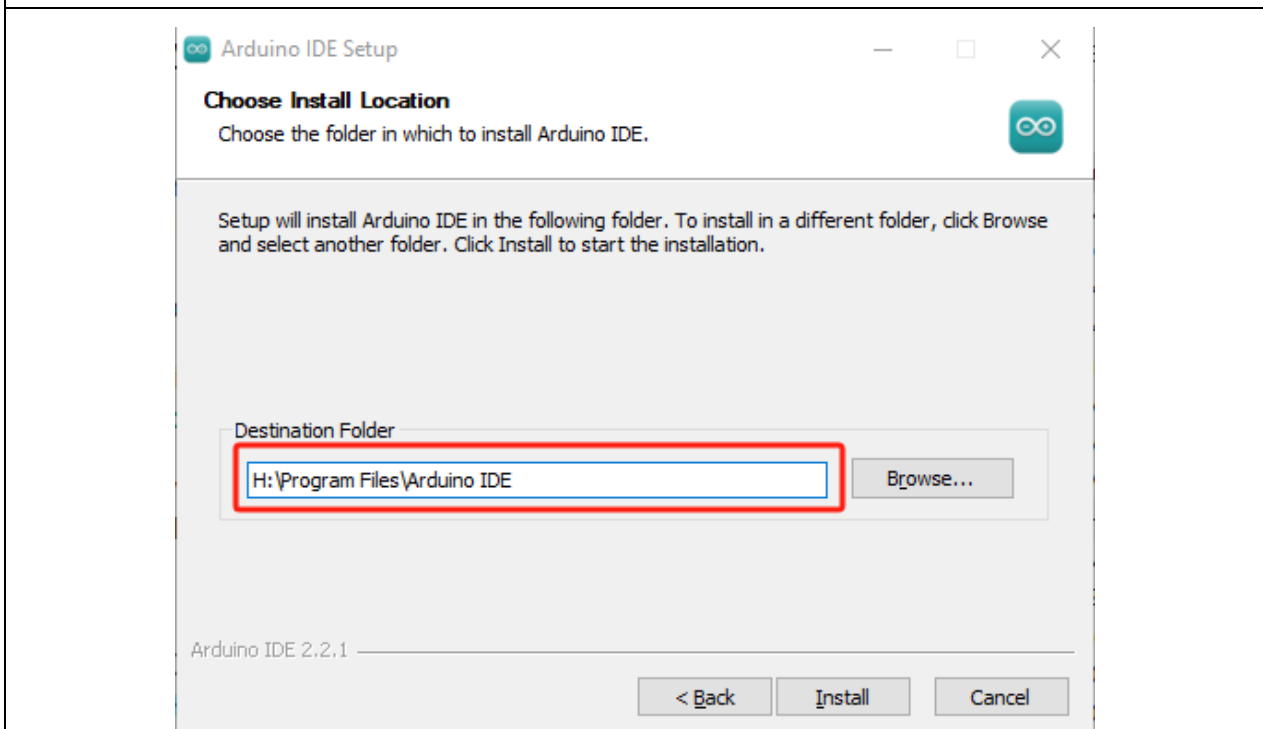 Arduino IDE Setup
Choose Install Location
Choose the folder in which to install Arduino IDE.
Setup will install Arduino IDE in the following folder. To install in a different folder, click Browse
and select another folder. Click Install to start the installation.
Destination Folder
H:\Program Files\Arduino IDE
Browse...
Arduino IDE 2.2.1
< Back
Install
Cancel